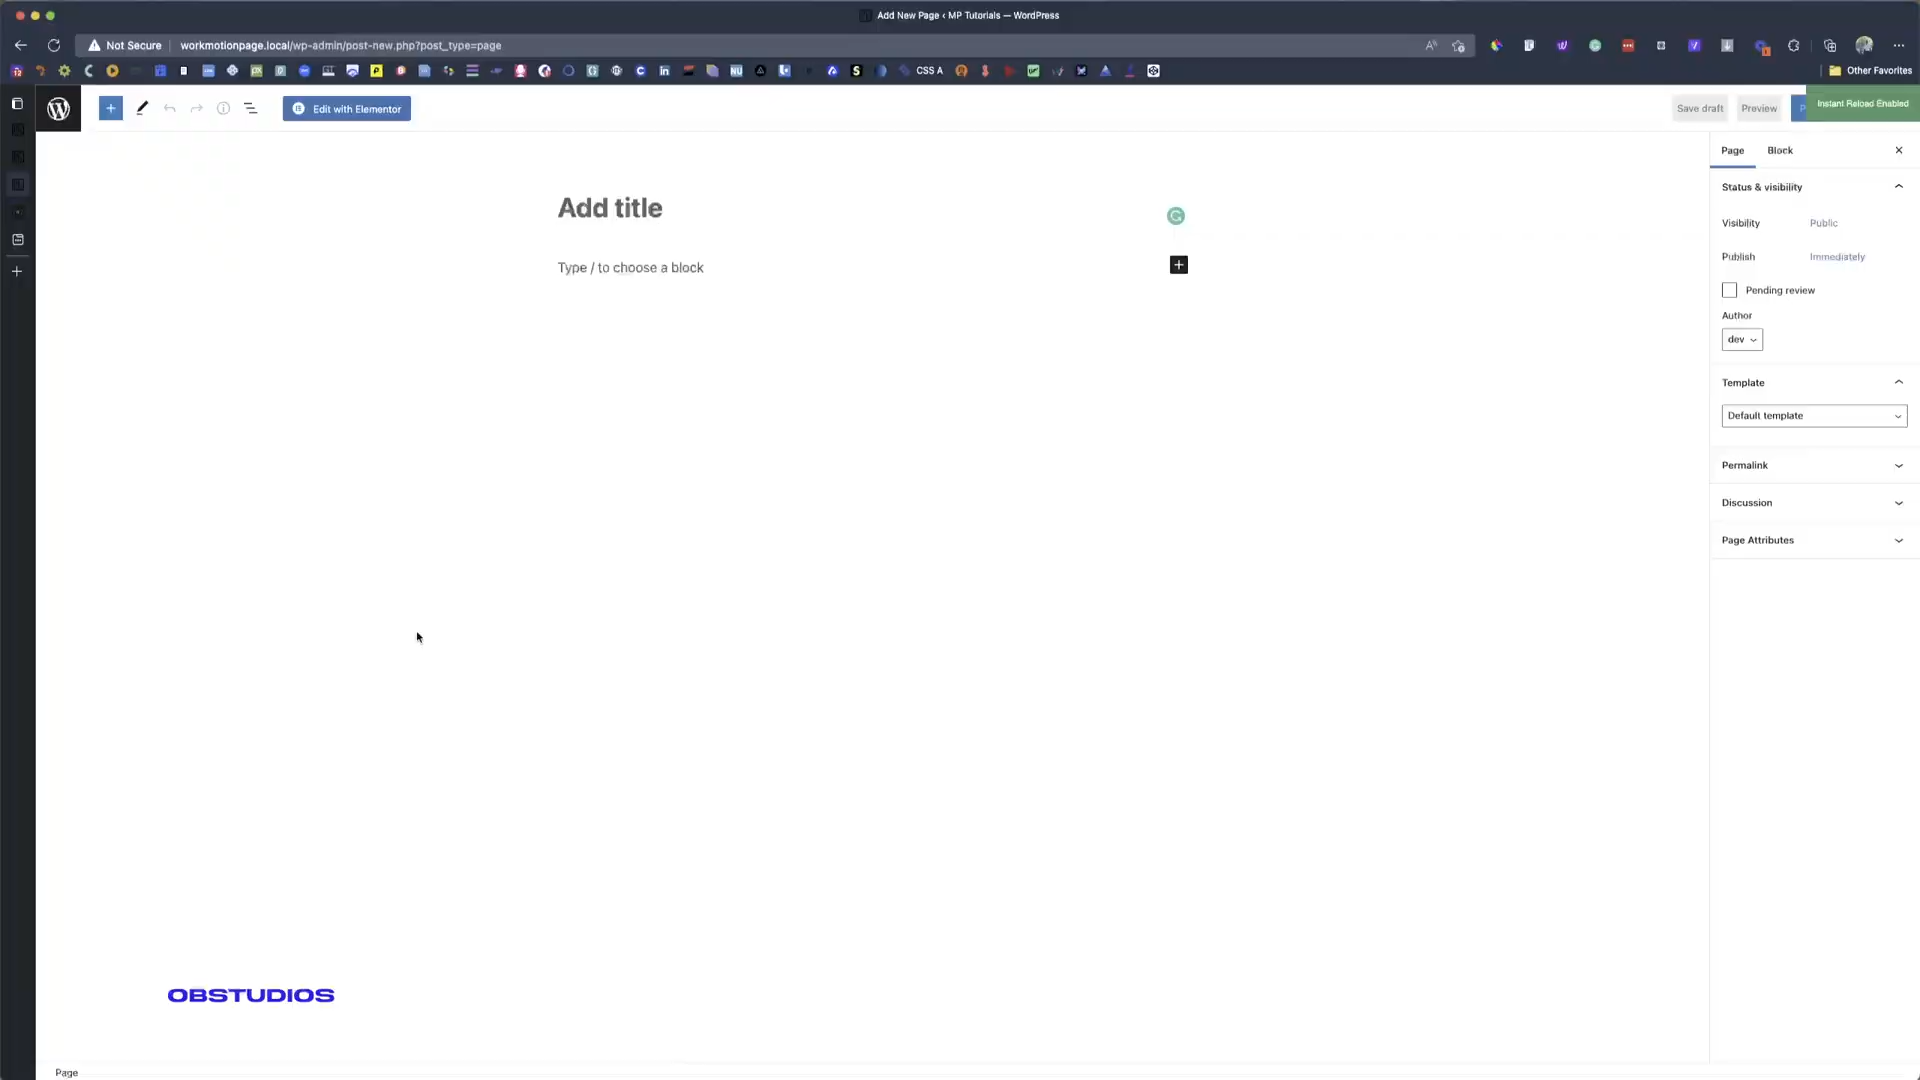 Add New Page ‹ MP Tutorials — WordPress
Not Secure
workmotionpage.local/wp-admin/post-new.php?post_type=page
CSS A
Other Favorites
Edit with Elementor
Save draft
Preview
Instant Reload Enabled
Page
Block
Add title
Type / to choose a block
Status & visibility
Visibility
Public
Publish
Immediately
Pending review
Author
dev
Template
Default template
Permalink
Discussion
Page Attributes
OBSTUDIOS
Page